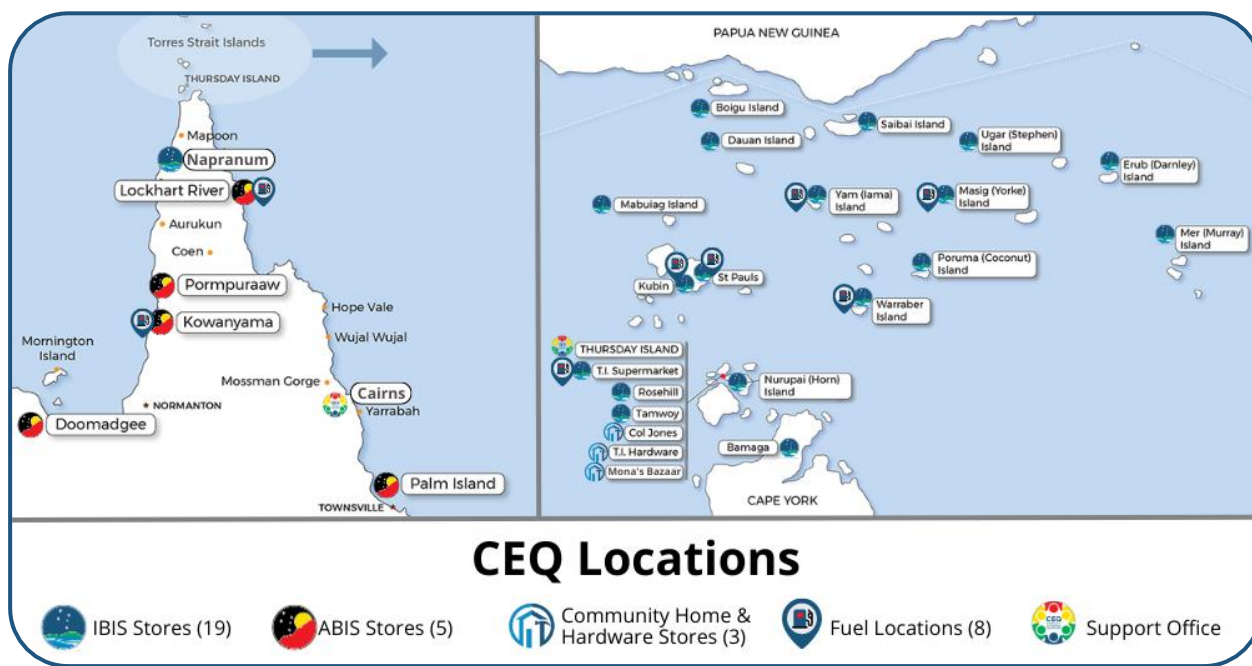 Torres Strait Islands
THURSDAY ISLAND
Mapoon
Napranum
Lockhart River
Aurukun
Coen
Pormpuraaw
Kowanyama
Hope Vale
Wujal Wujal
Mornington
Island
Mossman Gorge
Cairns
NORMANTON
Yarrabah
Doomadgee
Palm Island
TOWNSVILLE
PAPUA NEW GUINEA
Boigu Island
Saibai Island
Dauan Island
Ugar (Stephen)
Island
Erub (Darnley)
Island
Mabuiag Island
Yam (Iama)
Island
Masig (Yorke)
Island
Mer (Murray)
Island
Poruma (Coconut)
Island
St Pauls
Kubin
Warraber
Island
THURSDAY ISLAND
T.I. Supermarket
Rosehill
Tamwoy
Col Jones
T.I. Hardware
Mona's Bazaar
Nurupai (Horn)
Island
Bamaga
CAPE YORK
CEQ Locations
IBIS Stores (19)
ABIS Stores (5)
Community Home &
Hardware Stores (3)
Fuel Locations (8)
CEQ
Support Office